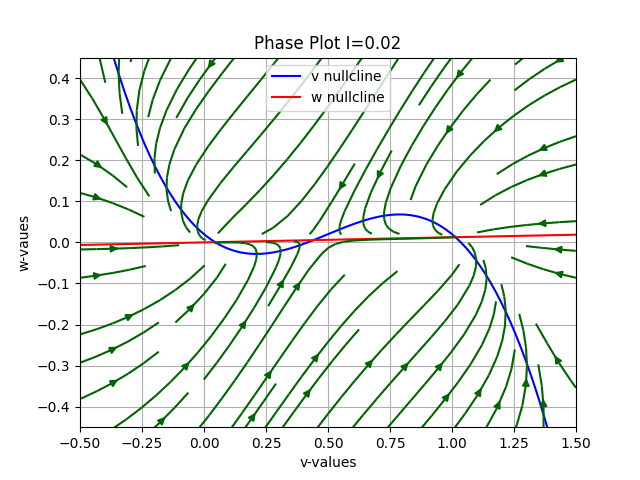 Phase Plot I=0.02
v nullcline
w nullcline
0.4
0.3
0.2
0.1
0.0
−0.1
−0.2
−0.3
−0.4
w-vaues
−0.50 −0.25 0.00 0.25 0.50 0.75 1.00 1.25 1.50
v-values